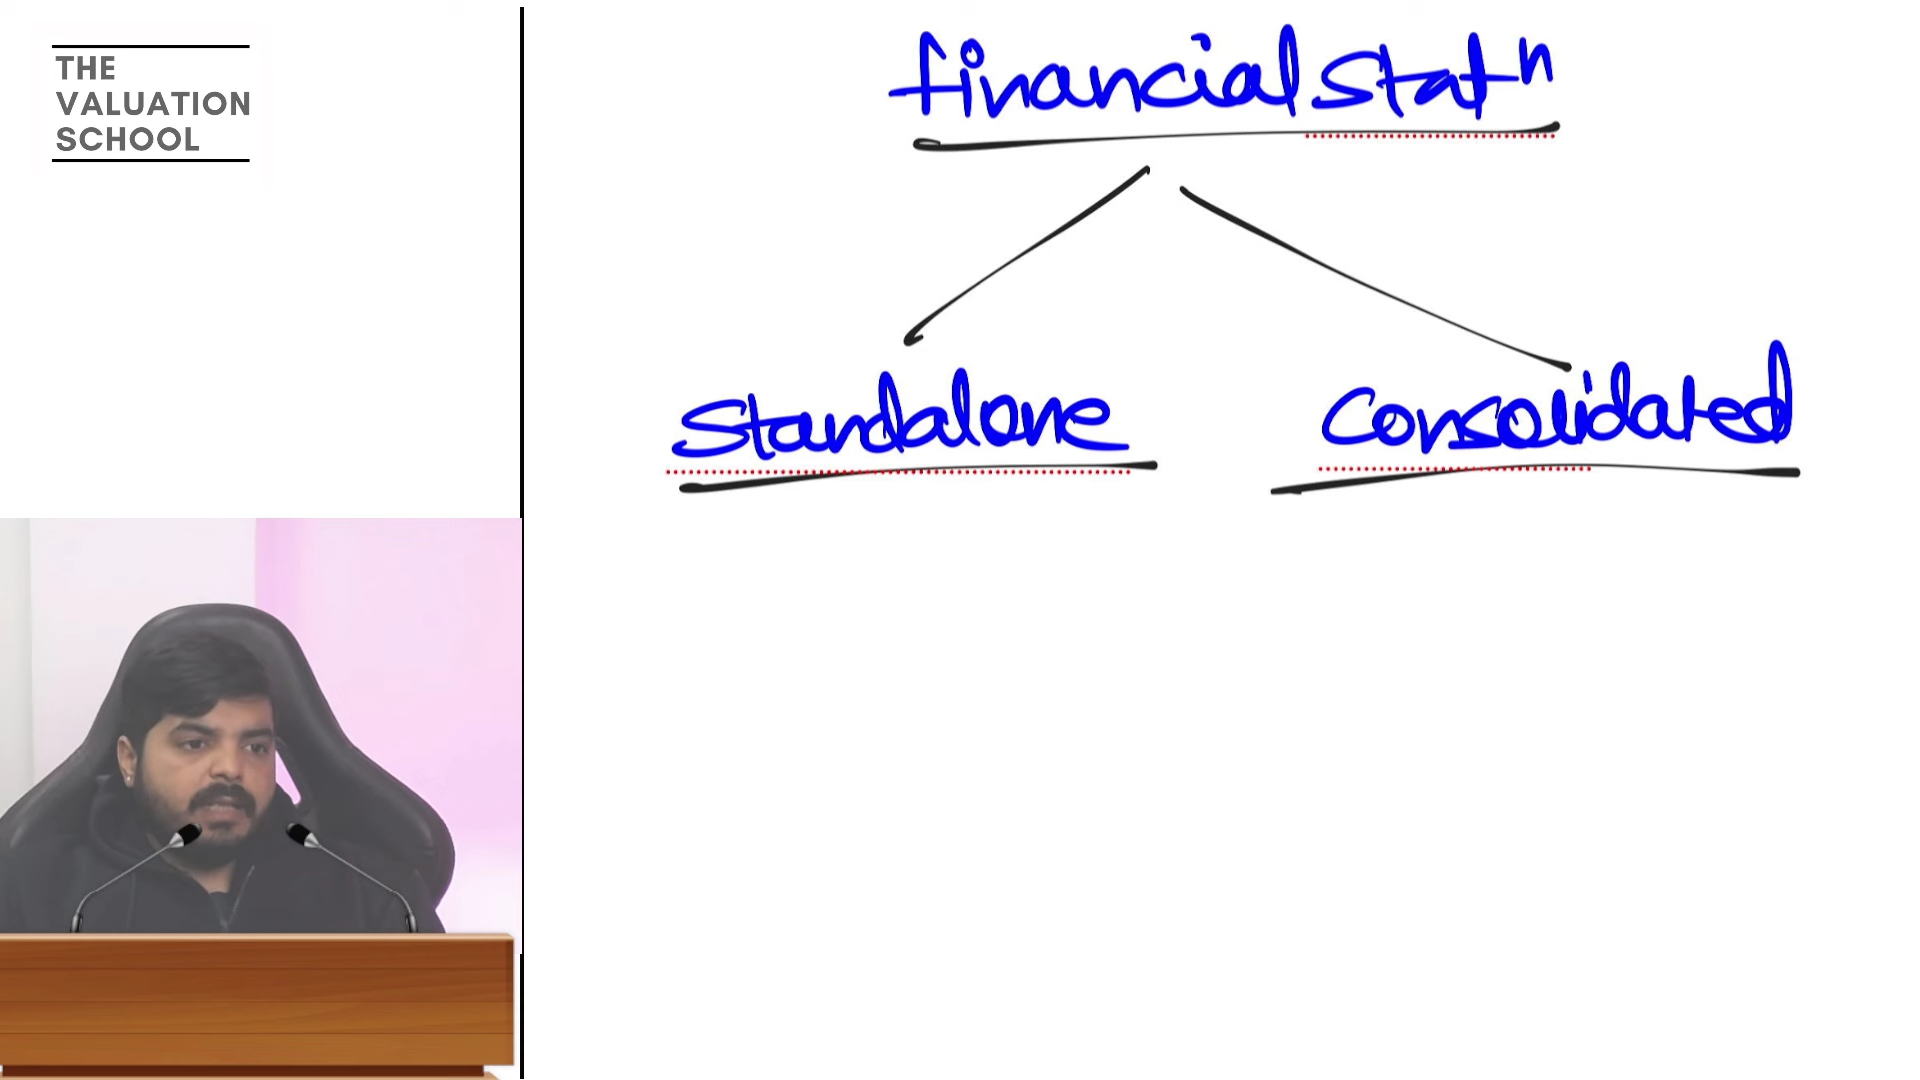 THE
VALUATION
SCHOOL
financial statn
standalone
consolidated